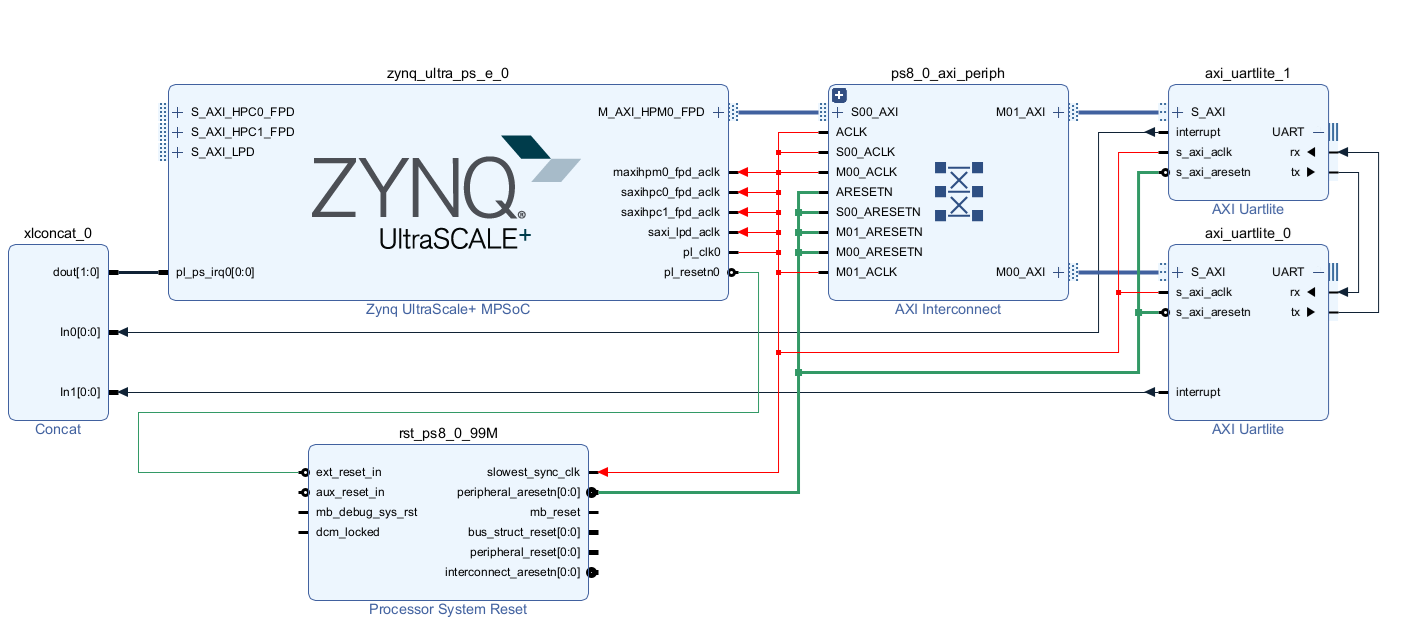 zynq_ultra_ps_e_0
S_AXI_HPC0_FPD
S_AXI_HPC1_FPD
S_AXI_LPD
pl_ps_irq0[0:0]
ZYNQ®
UltraSCALE+
M_AXI_HPM0_FPD
maxihpm0_fpd_aclk
saxihpc0_fpd_aclk
saxihpc1_fpd_aclk
saxi_lpd_aclk
pl_clk0
pl_resetn0
Zynq UltraScale+ MPSoC
ps8_0_axi_periph
S00_AXI
ACLK
S00_ACLK
M00_ACLK
ARESETN
S00_ARESETN
M01_ARESETN
M00_ARESETN
M01_ACLK
M01_AXI
M00_AXI
AXI Interconnect
axi_uartlite_1
S_AXI
interrupt
s_axi_aclk
s_axi_aresetn
UART
rx
tx
AXI Uartlite
axi_uartlite_0
S_AXI
s_axi_aclk
s_axi_aresetn
interrupt
UART
rx
tx
AXI Uartlite
xlconcat_0
dout[1:0]
In0[0:0]
In1[0:0]
Concat
rst_ps8_0_99M
ext_reset_in
aux_reset_in
mb_debug_sys_rst
dcm_locked
slowest_sync_clk
peripheral_aresetn[0:0]
mb_reset
bus_struct_reset[0:0]
peripheral_reset[0:0]
interconnect_aresetn[0:0]
Processor System Reset